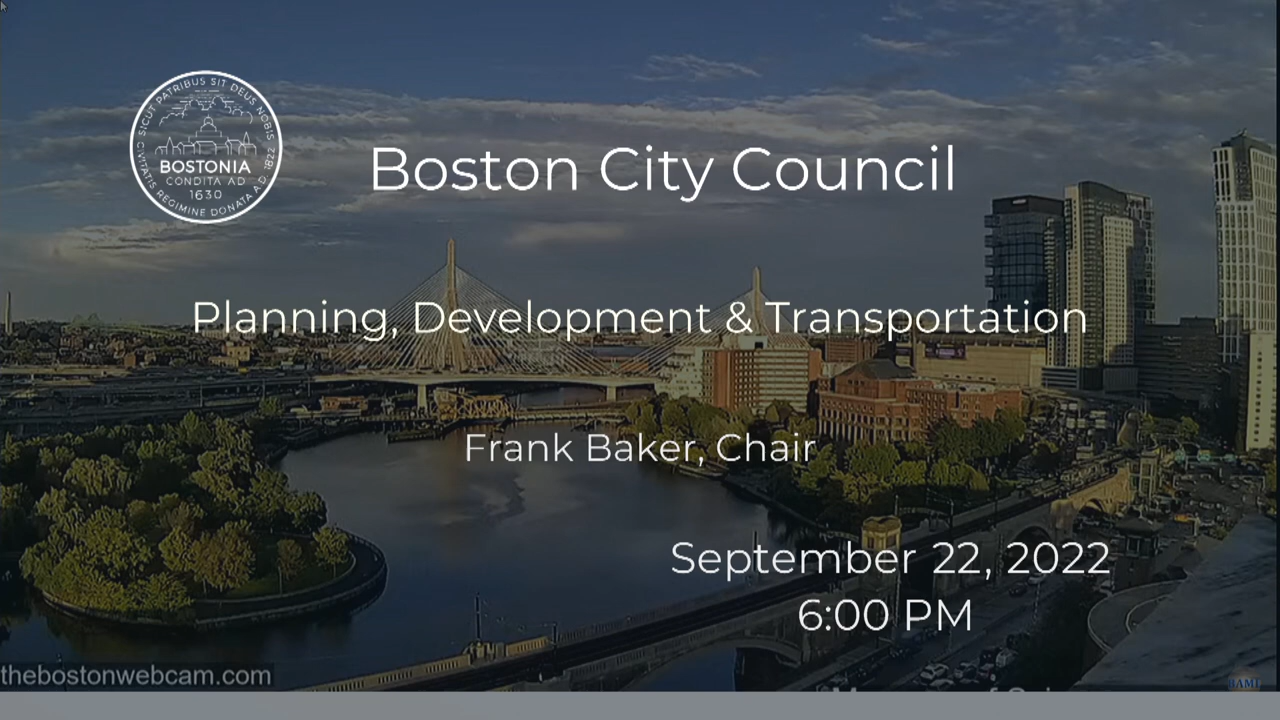 SICUT PATRIBUS SIT DEUS NOBIS
BOSTONIA
CONDITA AD
1630
CIVITATIS REGIMINE DONATA A.D. 1822
Boston City Council
Planning, Development & Transportation
Frank Baker, Chair
September 22, 2022
6:00 PM
thebostonwebcam.com